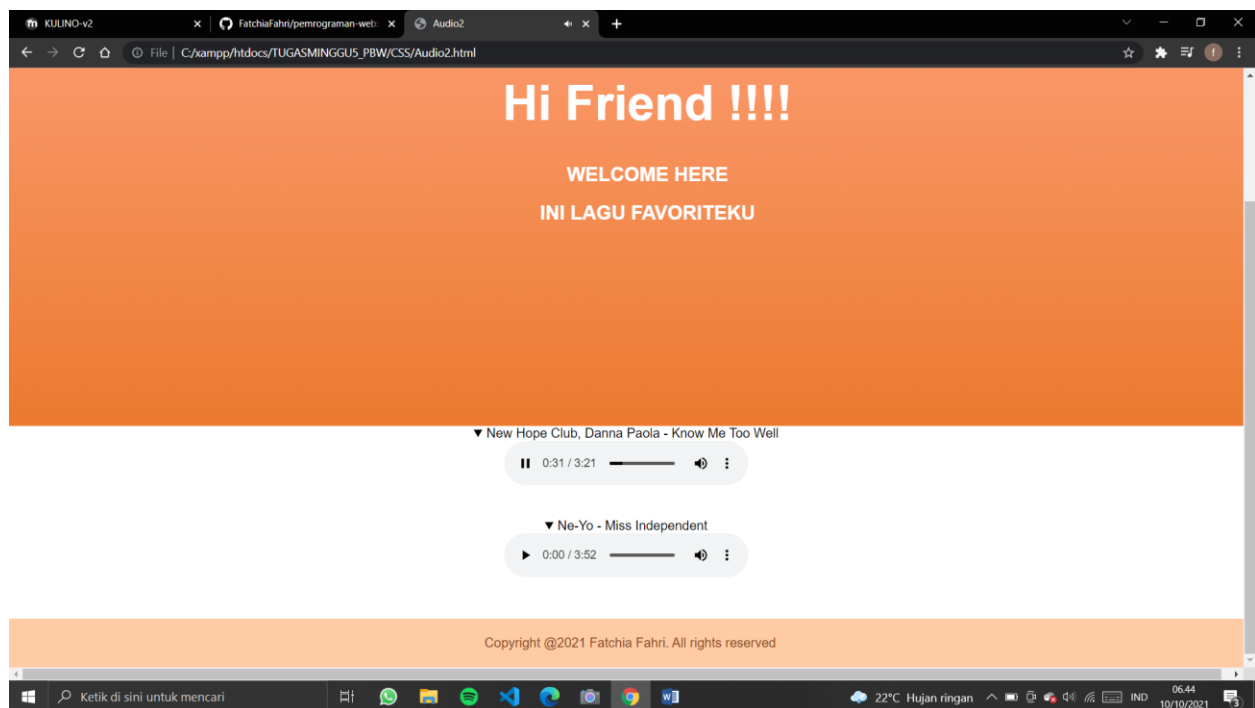 KULINO-v2
FatchiaFahri/pemrograman-web:
Audio2
File | C:/xampp/htdocs/TUGASMINGGU5_PBW/CSS/Audio2.html
f
Hi Friend !!!!
WELCOME HERE
INI LAGU FAVORITEKU
▼ New Hope Club, Danna Paola - Know Me Too Well
0:31 / 3:21
▼ Ne-Yo - Miss Independent
0:00 / 3:52
Copyright @2021 Fatchia Fahri. All rights reserved
Ketik di sini untuk mencari
22°C Hujan ringan
IND
06.44
10/10/2021
3